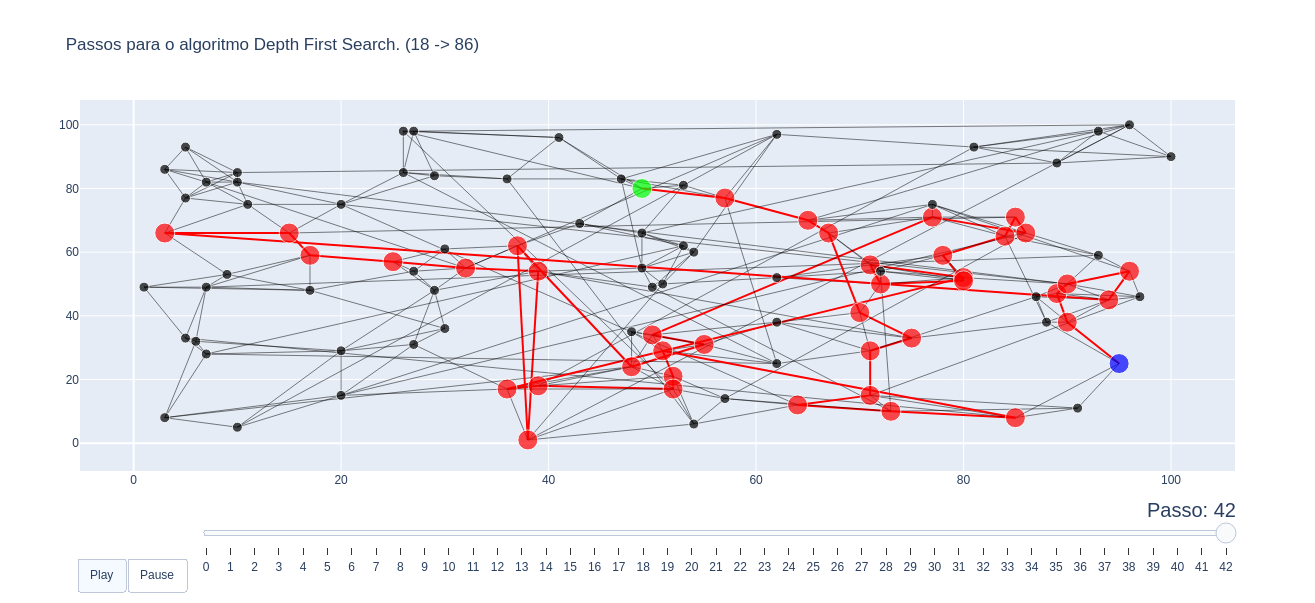 Passos para o algoritmo Depth First Search. (18 -> 86)
100
80
60
40
20
0
0 20 40 60 80 100
Passo: 42
Play Pause
0 1 2 3 4 5 6 7 8 9 10 11 12 13 14 15 16 17 18 19 20 21 22 23 24 25 26 27 28 29 30 31 32 33 34 35 36 37 38 39 40 41 42